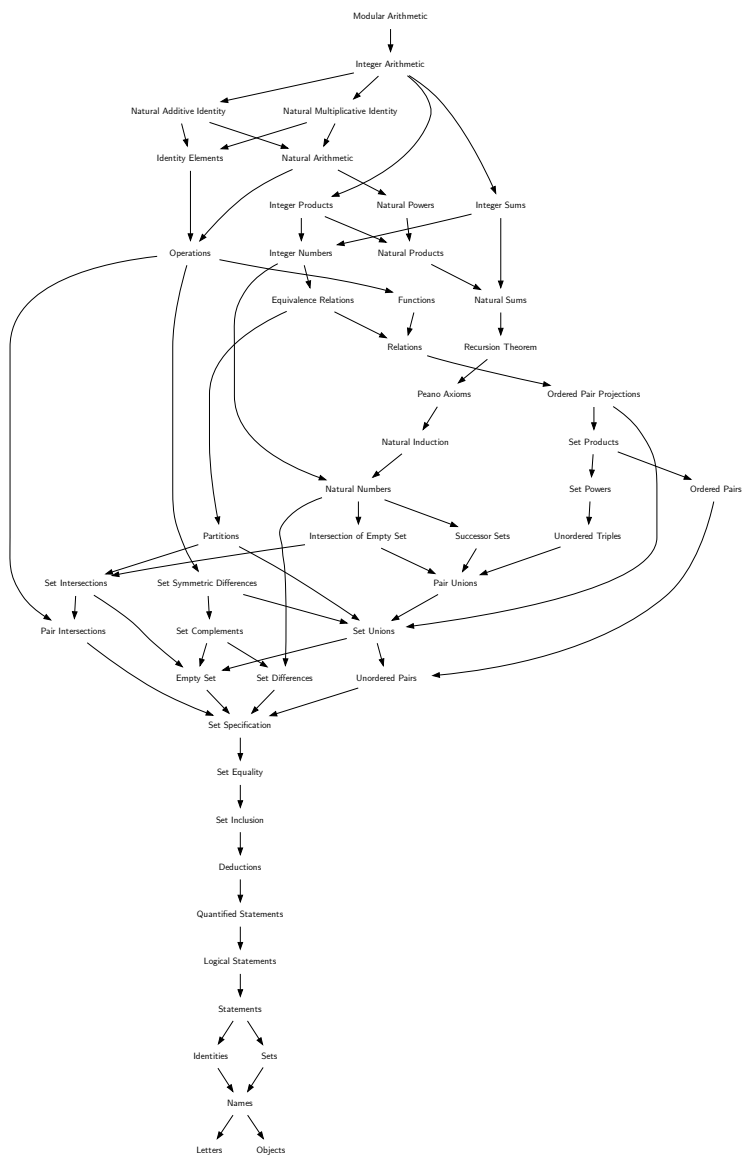 Modular Arithmetic
Integer Arithmetic
Natural Additive Identity
Natural Multiplicative Identity
Identity Elements
Natural Arithmetic
Integer Products
Natural Powers
Integer Sums
Operations
Integer Numbers
Natural Products
Equivalence Relations
Functions
Natural Sums
Relations
Recursion Theorem
Peano Axioms
Ordered Pair Projections
Natural Induction
Set Products
Natural Numbers
Set Powers
Ordered Pairs
Partitions
Intersection of Empty Set
Successor Sets
Unordered Triples
Set Intersections
Set Symmetric Differences
Pair Unions
Pair Intersections
Set Complements
Set Unions
Empty Set
Set Differences
Unordered Pairs
Set Specification
Set Equality
Set Inclusion
Deductions
Quantified Statements
Logical Statements
Statements
Identities
Sets
Names
Letters
Objects